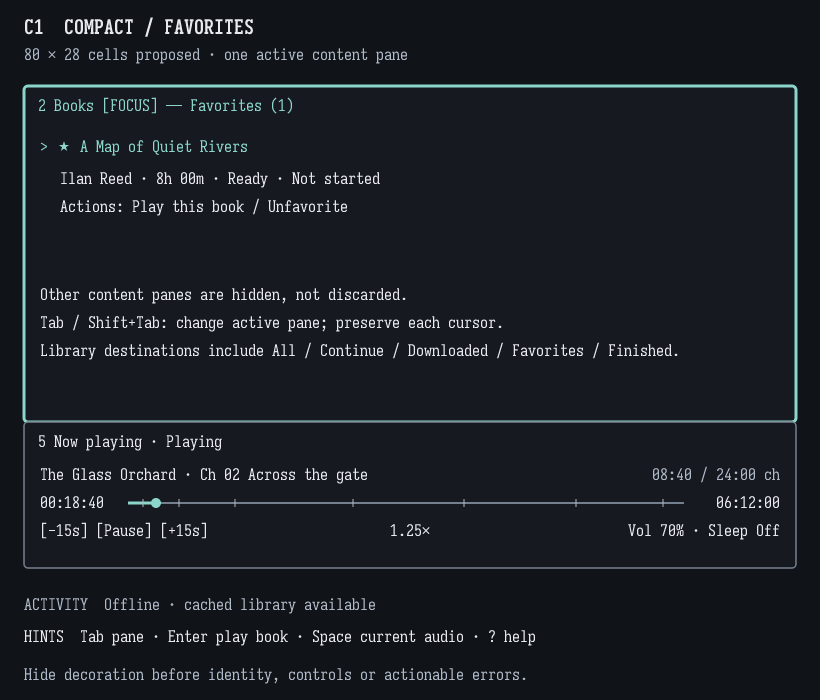 C1  COMPACT / FAVORITES
80 × 28 cells proposed · one active content pane
2 Books [FOCUS] — Favorites (1)
> ★ A Map of Quiet Rivers
Ilan Reed · 8h 00m · Ready · Not started
Actions: Play this book / Unfavorite
Other content panes are hidden, not discarded.
Tab / Shift+Tab: change active pane; preserve each cursor.
Library destinations include All / Continue / Downloaded / Favorites / Finished.
5 Now playing · Playing
The Glass Orchard · Ch 02 Across the gate 08:40 / 24:00 ch
00:18:40 06:12:00
[-15s] [Pause] [+15s] 1.25× Vol 70% · Sleep Off
ACTIVITY  Offline · cached library available
HINTS  Tab pane · Enter play book · Space current audio · ? help
Hide decoration before identity, controls or actionable errors.